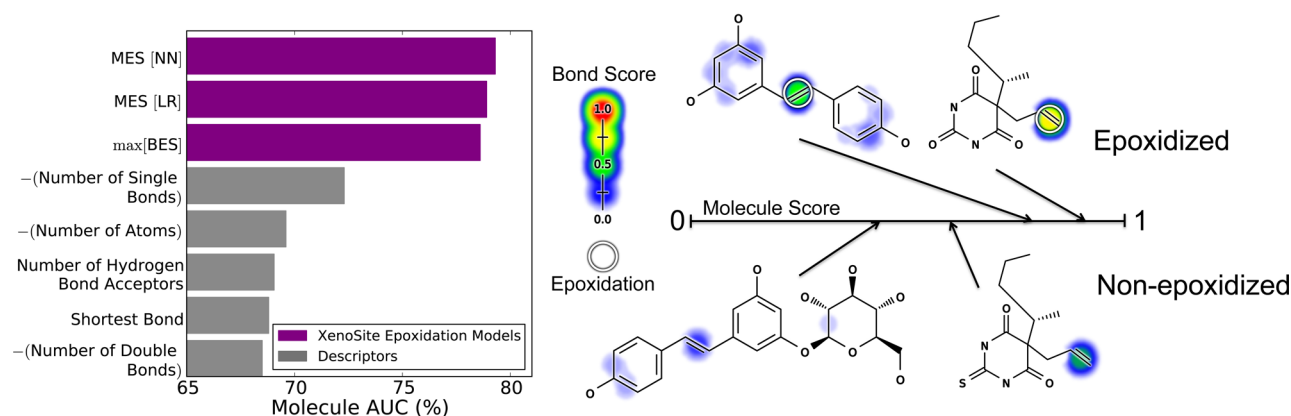 MES [NN]
MES [LR]
max[BES]
−(Number of Single
Bonds)
−(Number of Atoms)
Number of Hydrogen
Bond Acceptors
Shortest Bond
−(Number of Double
Bonds)
XenoSite Epoxidation Models
Descriptors
65 70 75 80
Molecule AUC (%)
Bond Score
1.0
0.5
0.0
Epoxidation
O
O
O
O
N
O
N
O
Epoxidized
0 Molecule Score 1
Non-epoxidized
O
O
O
O
O
O
O
O
O
N
O
S
N
O